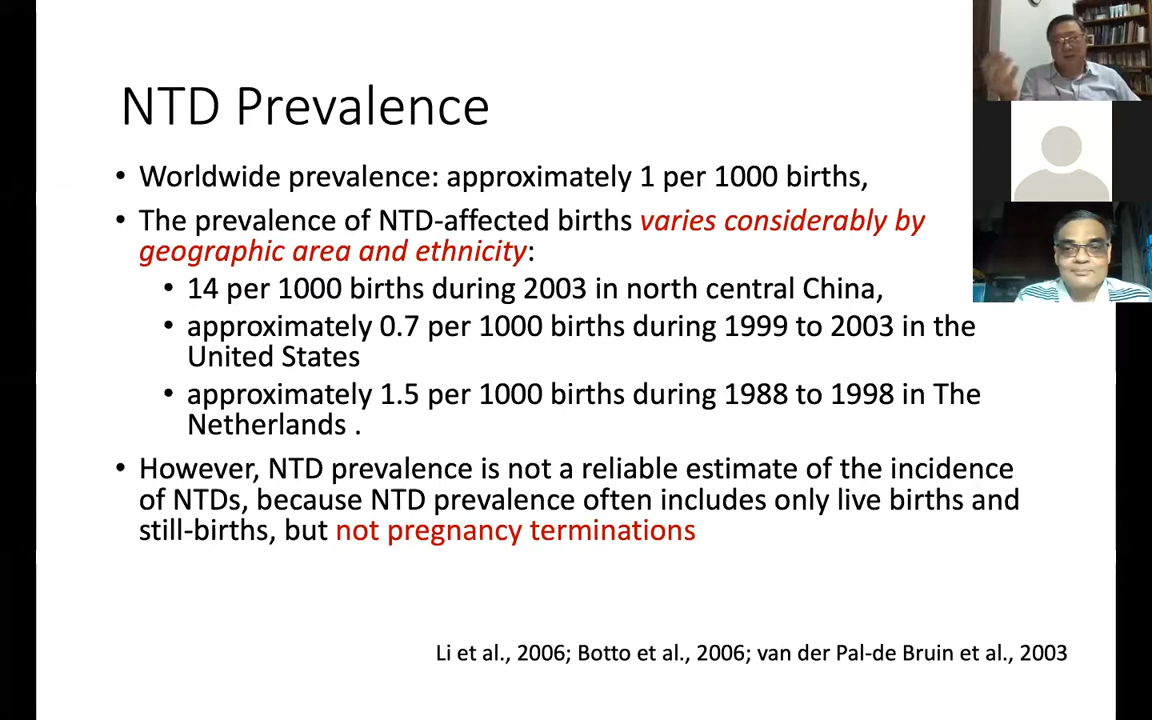 NTD Prevalence
• Worldwide prevalence: approximately 1 per 1000 births,
• The prevalence of NTD-affected births varies considerably by
geographic area and ethnicity:
• 14 per 1000 births during 2003 in north central China,
• approximately 0.7 per 1000 births during 1999 to 2003 in the
United States
• approximately 1.5 per 1000 births during 1988 to 1998 in The
Netherlands .
• However, NTD prevalence is not a reliable estimate of the incidence
of NTDs, because NTD prevalence often includes only live births and
still-births, but not pregnancy terminations
Li et al., 2006; Botto et al., 2006; van der Pal-de Bruin et al., 2003